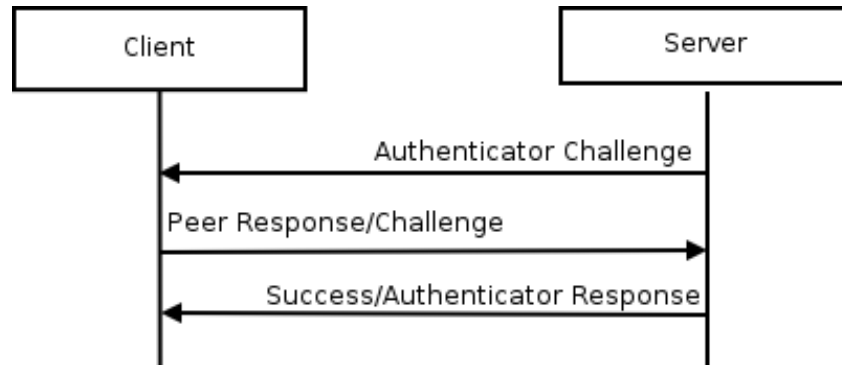 Client
Server
Authenticator Challenge
Peer Response/Challenge
Success/Authenticator Response